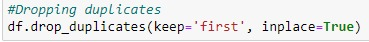 #Dropping duplicates
df.drop_duplicates(keep='first', inplace=True)